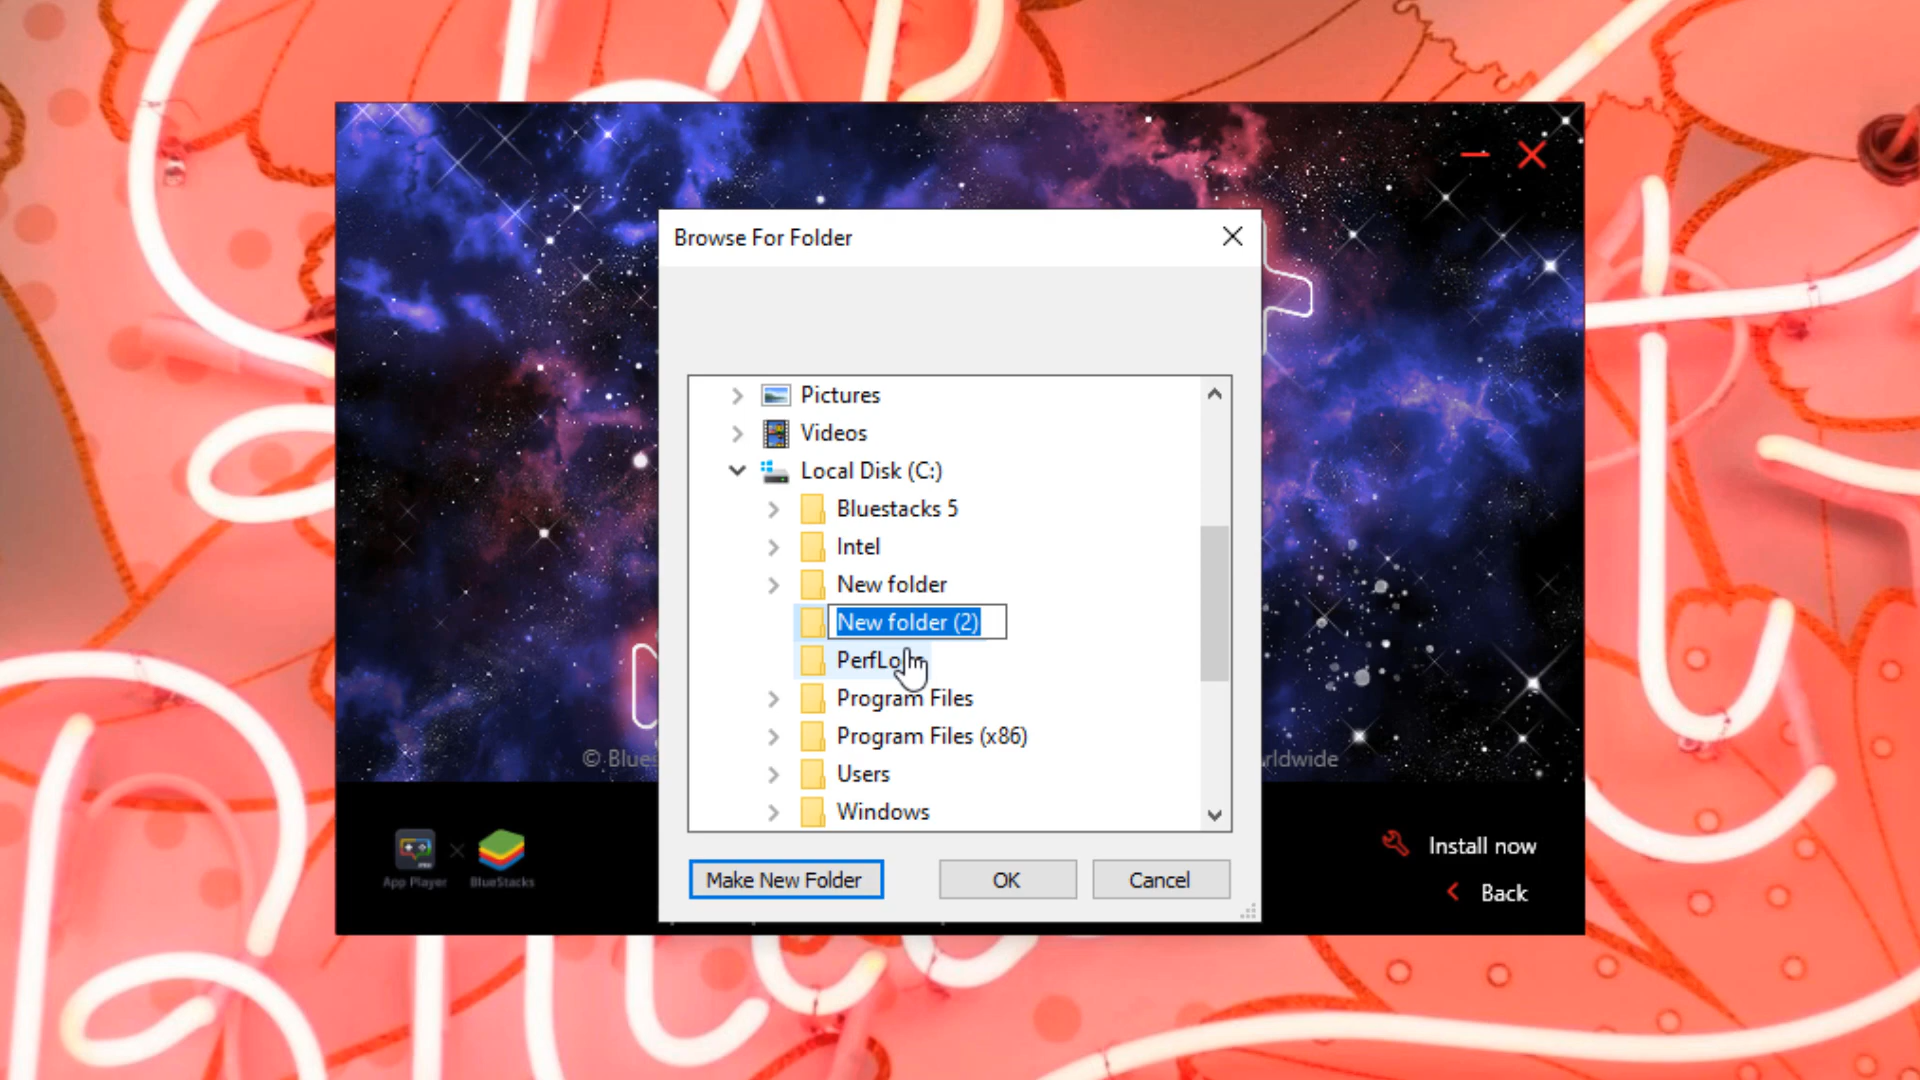 Browse For Folder
Pictures
Videos
Local Disk (C:)
Bluestacks 5
Intel
New folder
New folder (2)
Program Files
Program Files (x86)
Users
Windows
Make New Folder
OK
Cancel
©
App Player
BlueStacks
Install now
Back